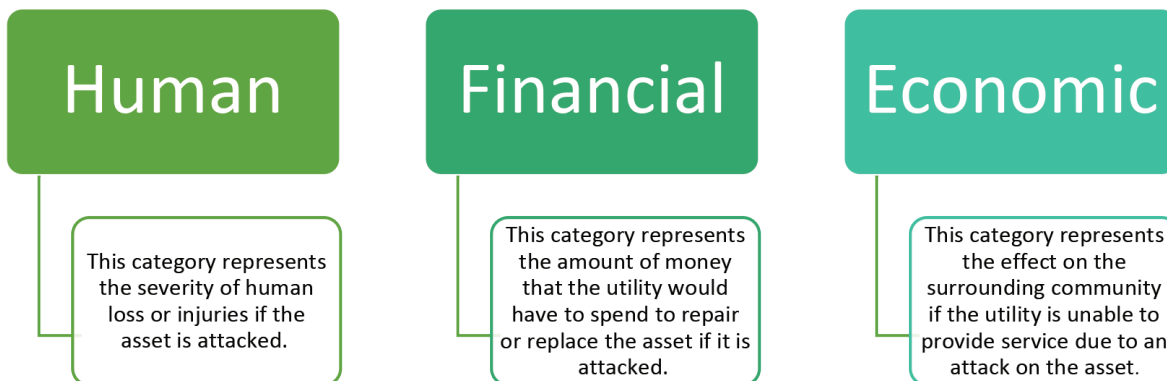 Human
This category represents
the severity of human
loss or injuries if the
asset is attacked.
Financial
This category represents
the amount of money
that the utility would
have to spend to repair
or replace the asset if it is
attacked.
Economic
This category represents
the effect on the
surrounding community
if the utility is unable to
provide service due to an
attack on the asset.